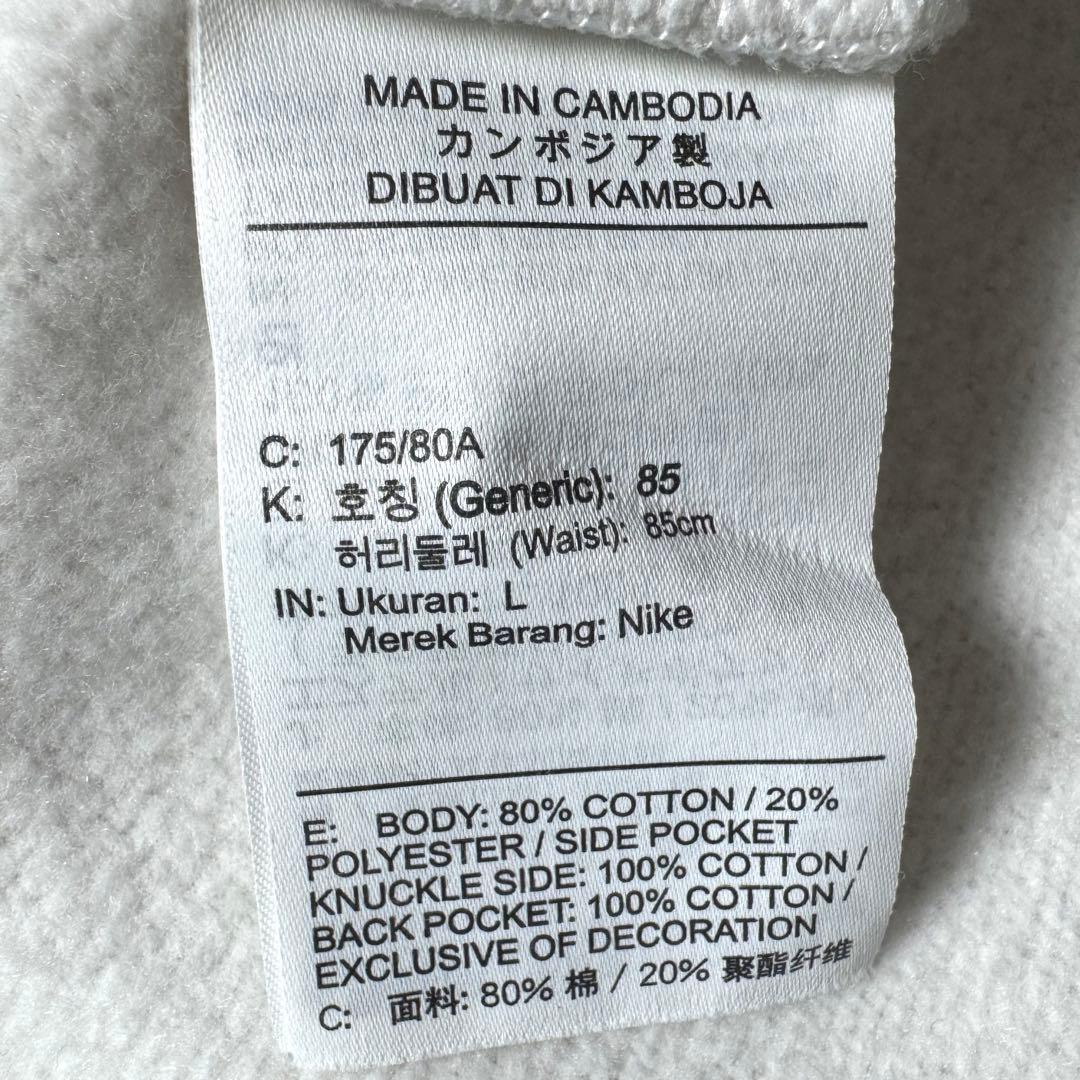 MADE IN CAMBODIA
カンボジア製
DIBUAT DI KAMBOJA
C: 175/80A
K: 호칭 (Generic): 85
허리둘레 (Waist): 85cm
IN: Ukuran: L
Merek Barang: Nike
E: BODY: 80% COTTON / 20%
POLYESTER / SIDE POCKET
KNUCKLE SIDE: 100% COTTON /
BACK POCKET: 100% COTTON /
EXCLUSIVE OF DECORATION
C: 面料: 80% 棉 / 20% 聚酯纤维